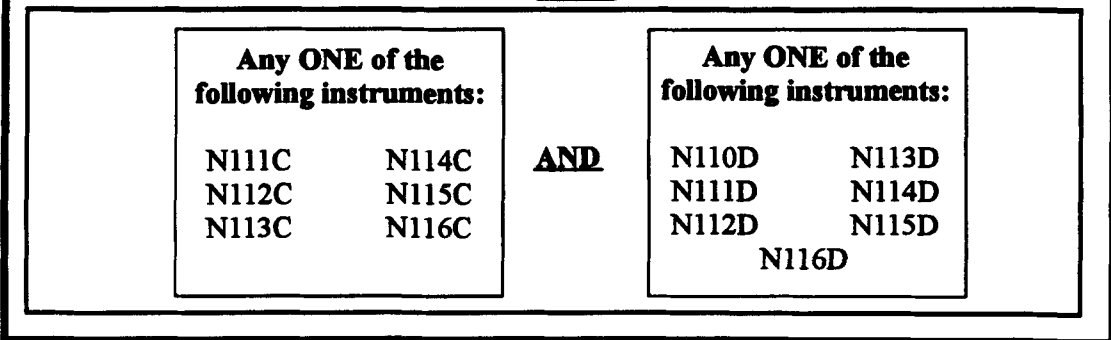 Any ONE of the
following instruments:
N111C N114C
N112C N115C
N113C N116C
AND
Any ONE of the
following instruments:
N110D N113D
N111D N114D
N112D N115D
N116D